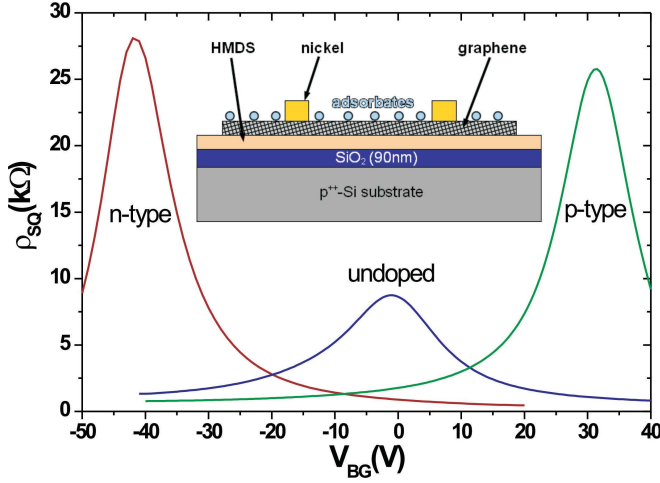 30
25
20
15
10
5
0
ρSQ(kΩ)
HMDS
nickel
graphene
adsorbates
SiO2 (90nm)
p++-Si substrate
n-type
undoped
p-type
-50 -40 -30 -20 -10 0 10 20 30 40
VBG(V)